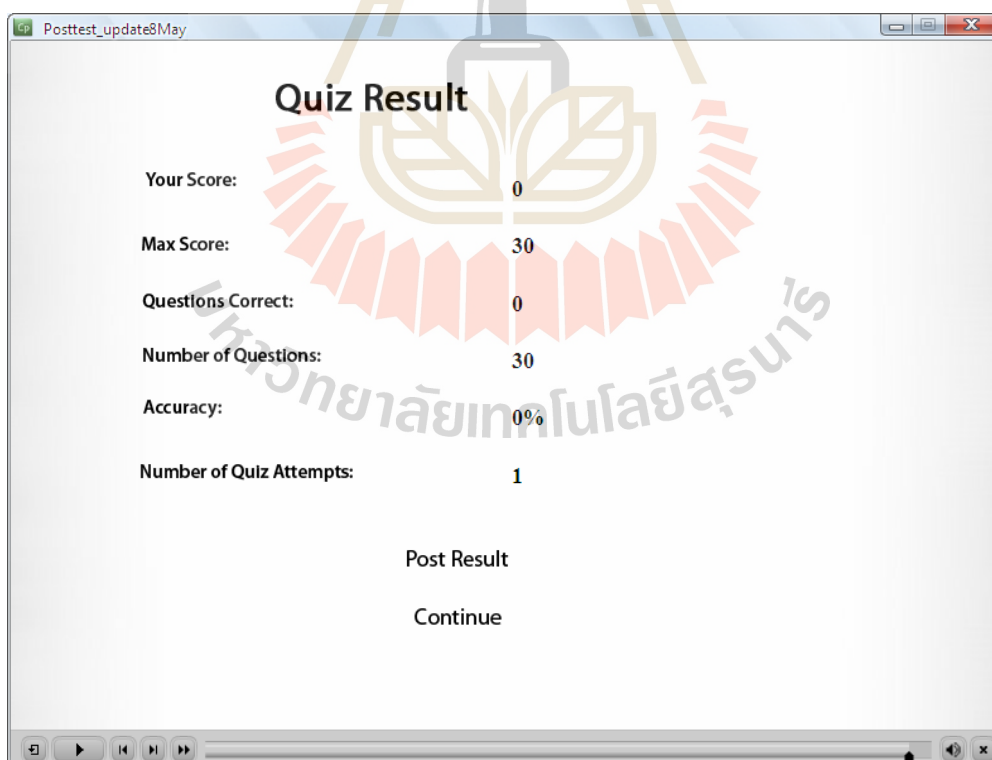 Cp Posttest_update8May
Quiz Result
Your Score: 0
Max Score: 30
Questions Correct: 0
Number of Questions: 30
Accuracy: 0%
Number of Quiz Attempts: 1
Post Result
Continue
มหาวิทยาลัยเทคโนโลยีสุรนารี